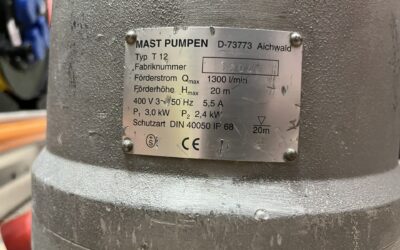 MAST PUMPEN D-73773 Aichwald
Typ T 12
Fabriknummer
Förderstrom Qmax 1300 l/min
Förderhöhe Hmax 20 m
400 V 3~ 50 Hz 5,5 A
P1 3,0 kW P2 2,4 kW
Schutzart DIN 40050 IP 68
20m
CE